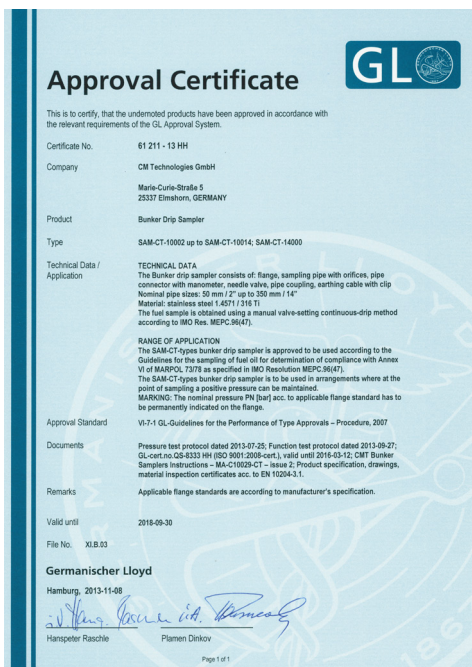 GL
Approval Certificate
This is to certify, that the undernoted products have been approved in accordance with
the relevant requirements of the GL Approval System.
Certificate No. 61 211 - 13 HH
Company CM Technologies GmbH
Marie-Curie-Straße 5
25337 Elmshorn, GERMANY
Product Bunker Drip Sampler
Type SAM-CT-10002 up to SAM-CT-10014; SAM-CT-14000
Technical Data / TECHNICAL DATA
Application The Bunker drip sampler consists of: flange, sampling pipe with orifices, pipe
connector with manometer, needle valve, pipe coupling, earthing cable with clip
Nominal pipe sizes: 50 mm / 2" up to 350 mm / 14"
Material: stainless steel 1.4571 / 316 Ti
The fuel sample is obtained using a manual valve-setting continuous-drip method
according to IMO Res. MEPC.96(47).
RANGE OF APPLICATION
The SAM-CT-types bunker drip sampler is approved to be used according to the
Guidelines for the sampling of fuel oil for determination of compliance with Annex
VI of MARPOL 73/78 as specified in IMO Resolution MEPC.96(47).
The SAM-CT-types bunker drip sampler is to be used in arrangements where at the
point of sampling a positive pressure can be maintained.
MARKING: The nominal pressure PN [bar] acc. to applicable flange standard has to
be permanently indicated on the flange.
Approval Standard VI-7-1 GL-Guidelines for the Performance of Type Approvals – Procedure, 2007
Documents Pressure test protocol dated 2013-07-25; Function test protocol dated 2013-09-27;
GL-cert.no.QS-8333 HH (ISO 9001:2008-cert.), valid until 2016-03-12; CMT Bunker
Samplers Instructions – MA-C10029-CT – issue 2; Product specification, drawings,
material inspection certificates acc. to EN 10204-3.1.
Remarks Applicable flange standards are according to manufacturer's specification.
Valid until 2018-09-30
File No. XI.B.03
Germanischer Lloyd
Hamburg, 2013-11-08
Hanspeter Raschle Plamen Dinkov
Page 1 of 1